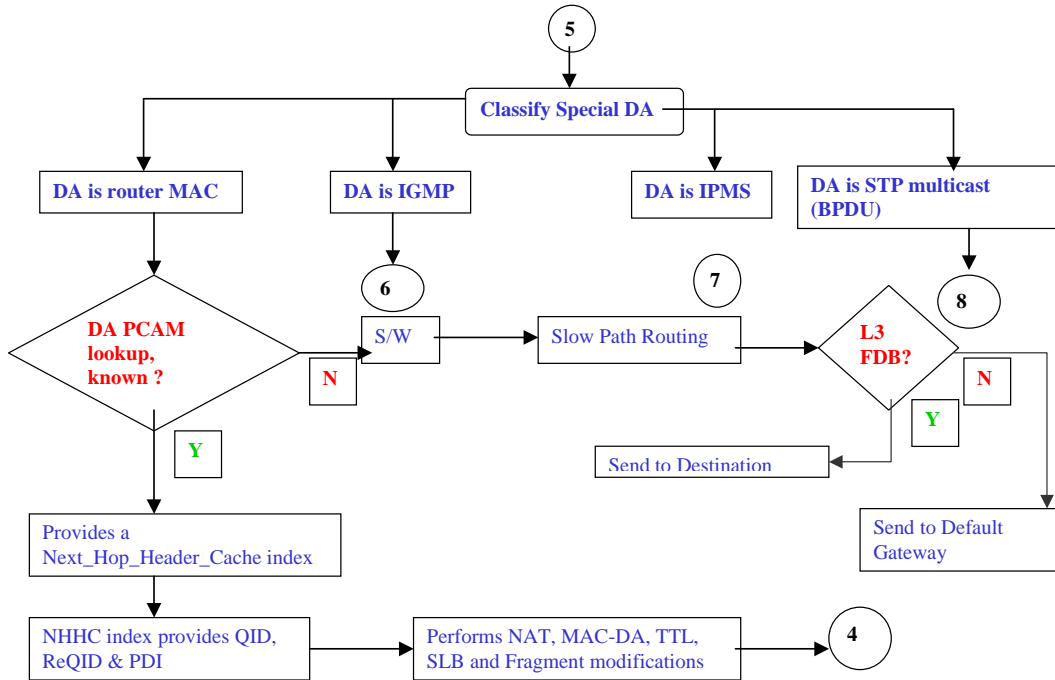 5
Classify Special DA
DA is router MAC
DA is IGMP
DA is IPMS
DA is STP multicast
(BPDU)
6
7
8
DA PCAM
lookup,
known ?
N
S/W
Slow Path Routing
L3
FDB?
N
Y
Y
Send to Destination
Provides a
Next_Hop_Header_Cache index
Send to Default
Gateway
NHHC index provides QID,
ReQID & PDI
Performs NAT, MAC-DA, TTL,
SLB and Fragment modifications
4